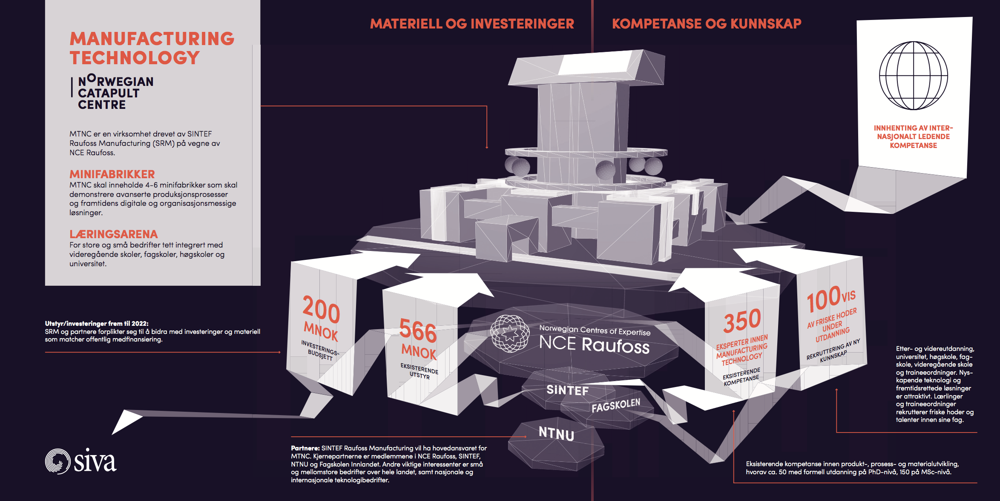 MANUFACTURING
TECHNOLOGY
NORWEGIAN
CATAPULT
CENTRE
MTNC er en virksomhet drevet av SINTEF
Raufoss Manufacturing (SRM) på vegne av
NCE Raufoss.
MINIFABRIKKER
MTNC skal inneholde 4-6 minifabrikker som skal
demonstrere avanserte produksjonsprosesser
og framtidens digitale og organisasjonsmessige
løsninger.
LÆRINGSARENA
For store og små bedrifter tett integrert med
videregående skoler, fagskoler, høgskoler og
universitet.
Utstyr/investeringer frem til 2022:
SRM og partnere forplikter seg til å bidra med investeringer og materiell
som matcher offentlig medfinansiering.
siva
MATERIELL OG INVESTERINGER
KOMPETANSE OG KUNNSKAP
INNHENTING AV INTER-
NASJONALT LEDENDE
KOMPETANSE
200
MNOK
INVESTERINGS-
BUDSJETT
566
MNOK
EKSISTERENDE
UTSTYR
Norwegian Centres of Expertise
NCE Raufoss
SINTEF
FAGSKOLEN
NTNU
350
EKSPERTER INNEN
MANUFACTURING
TECHNOLOGY
EKSISTERENDE
KOMPETANSE
100VIS
AV FRISKE HODER
UNDER
UTDANNING
REKRUTTERING AV NY
KUNNSKAP
Etter- og videreutdanning,
universitet, høgskole, fag-
skole, videregående skole
og traineeordninger. Nys-
kapende teknologi og
fremtidsrettede løsninger
er attraktivt. Lærlinger
og traineeordninger
rekrutterer friske hoder og
talenter innen sine fag.
Partnere: SINTEF Raufoss Manufacturing vil ha hovedansvaret for
MTNC. Kjernepartnerne er medlemmene i NCE Raufoss, SINTEF,
NTNU og Fagskolen Innlandet. Andre viktige interessenter er små
og mellomstore bedrifter over hele landet, samt nasjonale og
internasjonale teknologibedrifter.
Eksisterende kompetanse innen produkt-, prosess- og materialutvikling,
hvorav ca. 50 med formell utdanning på PhD-nivå, 150 på MSc-nivå.